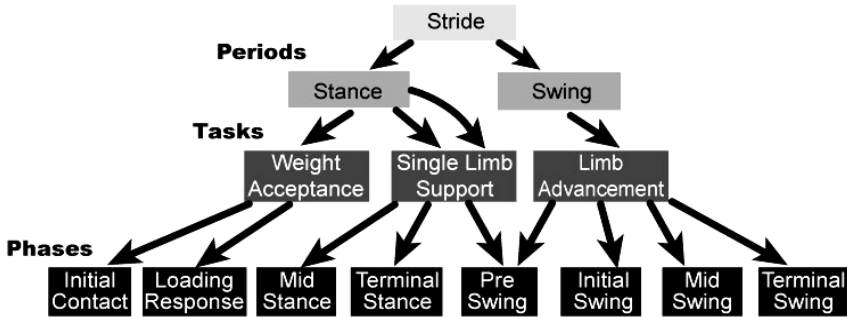 Stride
Periods
Stance
Swing
Tasks
Weight
Acceptance
Single Limb
Support
Limb
Advancement
Phases
Initial
Contact
Loading
Response
Mid
Stance
Terminal
Stance
Pre
Swing
Initial
Swing
Mid
Swing
Terminal
Swing